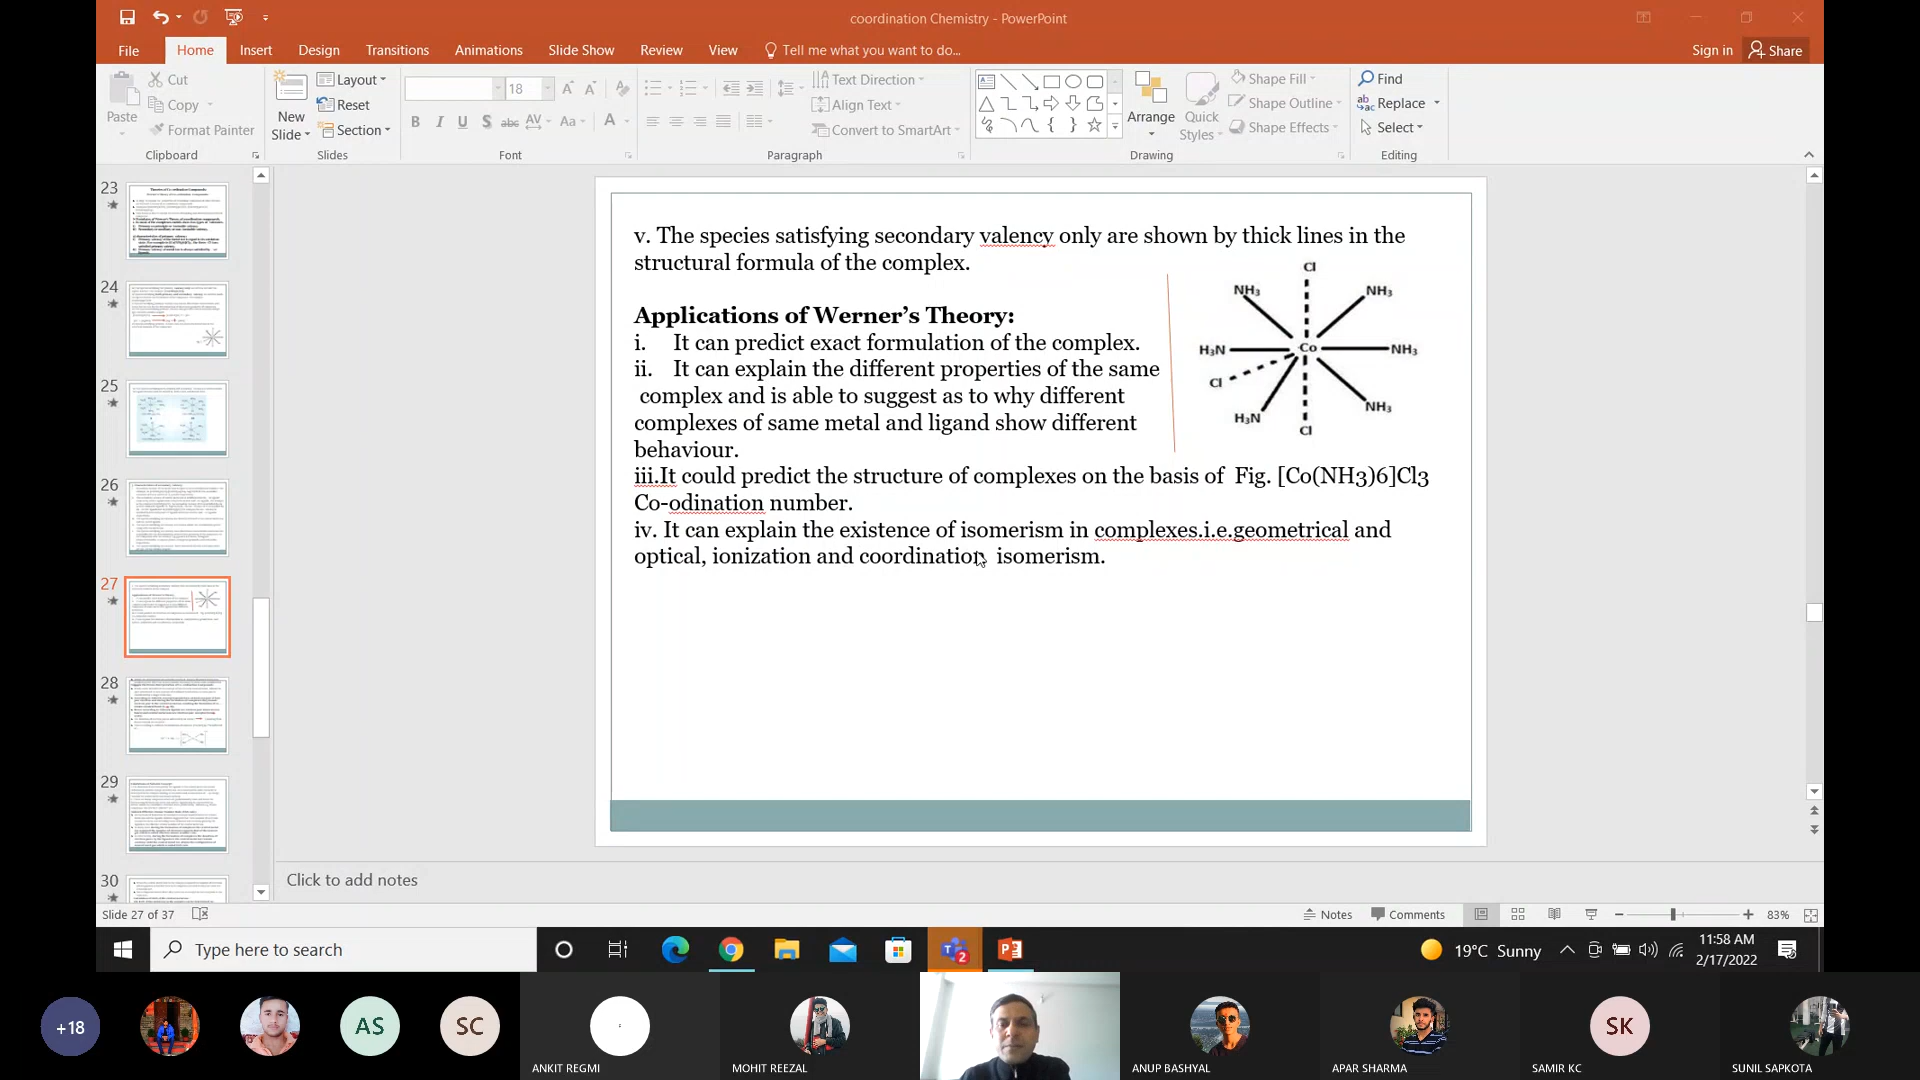 coordination Chemistry - PowerPoint
File Home Insert Design Transitions Animations Slide Show Review View Tell me what you want to do... Sign in Share
Paste
Cut
Copy
Format Painter
Clipboard
New
Slide
Layout
Reset
Section
Slides
18
B I U S abc AV Aa A
Font
Text Direction
Align Text
Convert to SmartArt
Paragraph
Arrange
Quick
Styles
Shape Fill
Shape Outline
Shape Effects
Drawing
Find
Replace
Select
Editing
23
24
25
26
27
28
29
30
v. The species satisfying secondary valency only are shown by thick lines in the
structural formula of the complex.
Applications of Werner's Theory:
i. It can predict exact formulation of the complex.
ii. It can explain the different properties of the same
complex and is able to suggest as to why different
complexes of same metal and ligand show different
behaviour.
iii.It could predict the structure of complexes on the basis of Fig. [Co(NH3)6]Cl3
Co-odination number.
iv. It can explain the existence of isomerism in complexes.i.e.geometrical and
optical, ionization and coordination isomerism.
Cl
NH₃ NH₃
H₃N Co NH₃
Cl
H₃N NH₃
Cl
Click to add notes
Slide 27 of 37
Notes Comments 83%
Type here to search
2
19°C Sunny
11:58 AM
2/17/2022
+18
AS
SC
ANKIT REGMI
MOHIT REEZAL
ANUP BASHYAL
APAR SHARMA
SK
SAMIR KC
SUNIL SAPKOTA